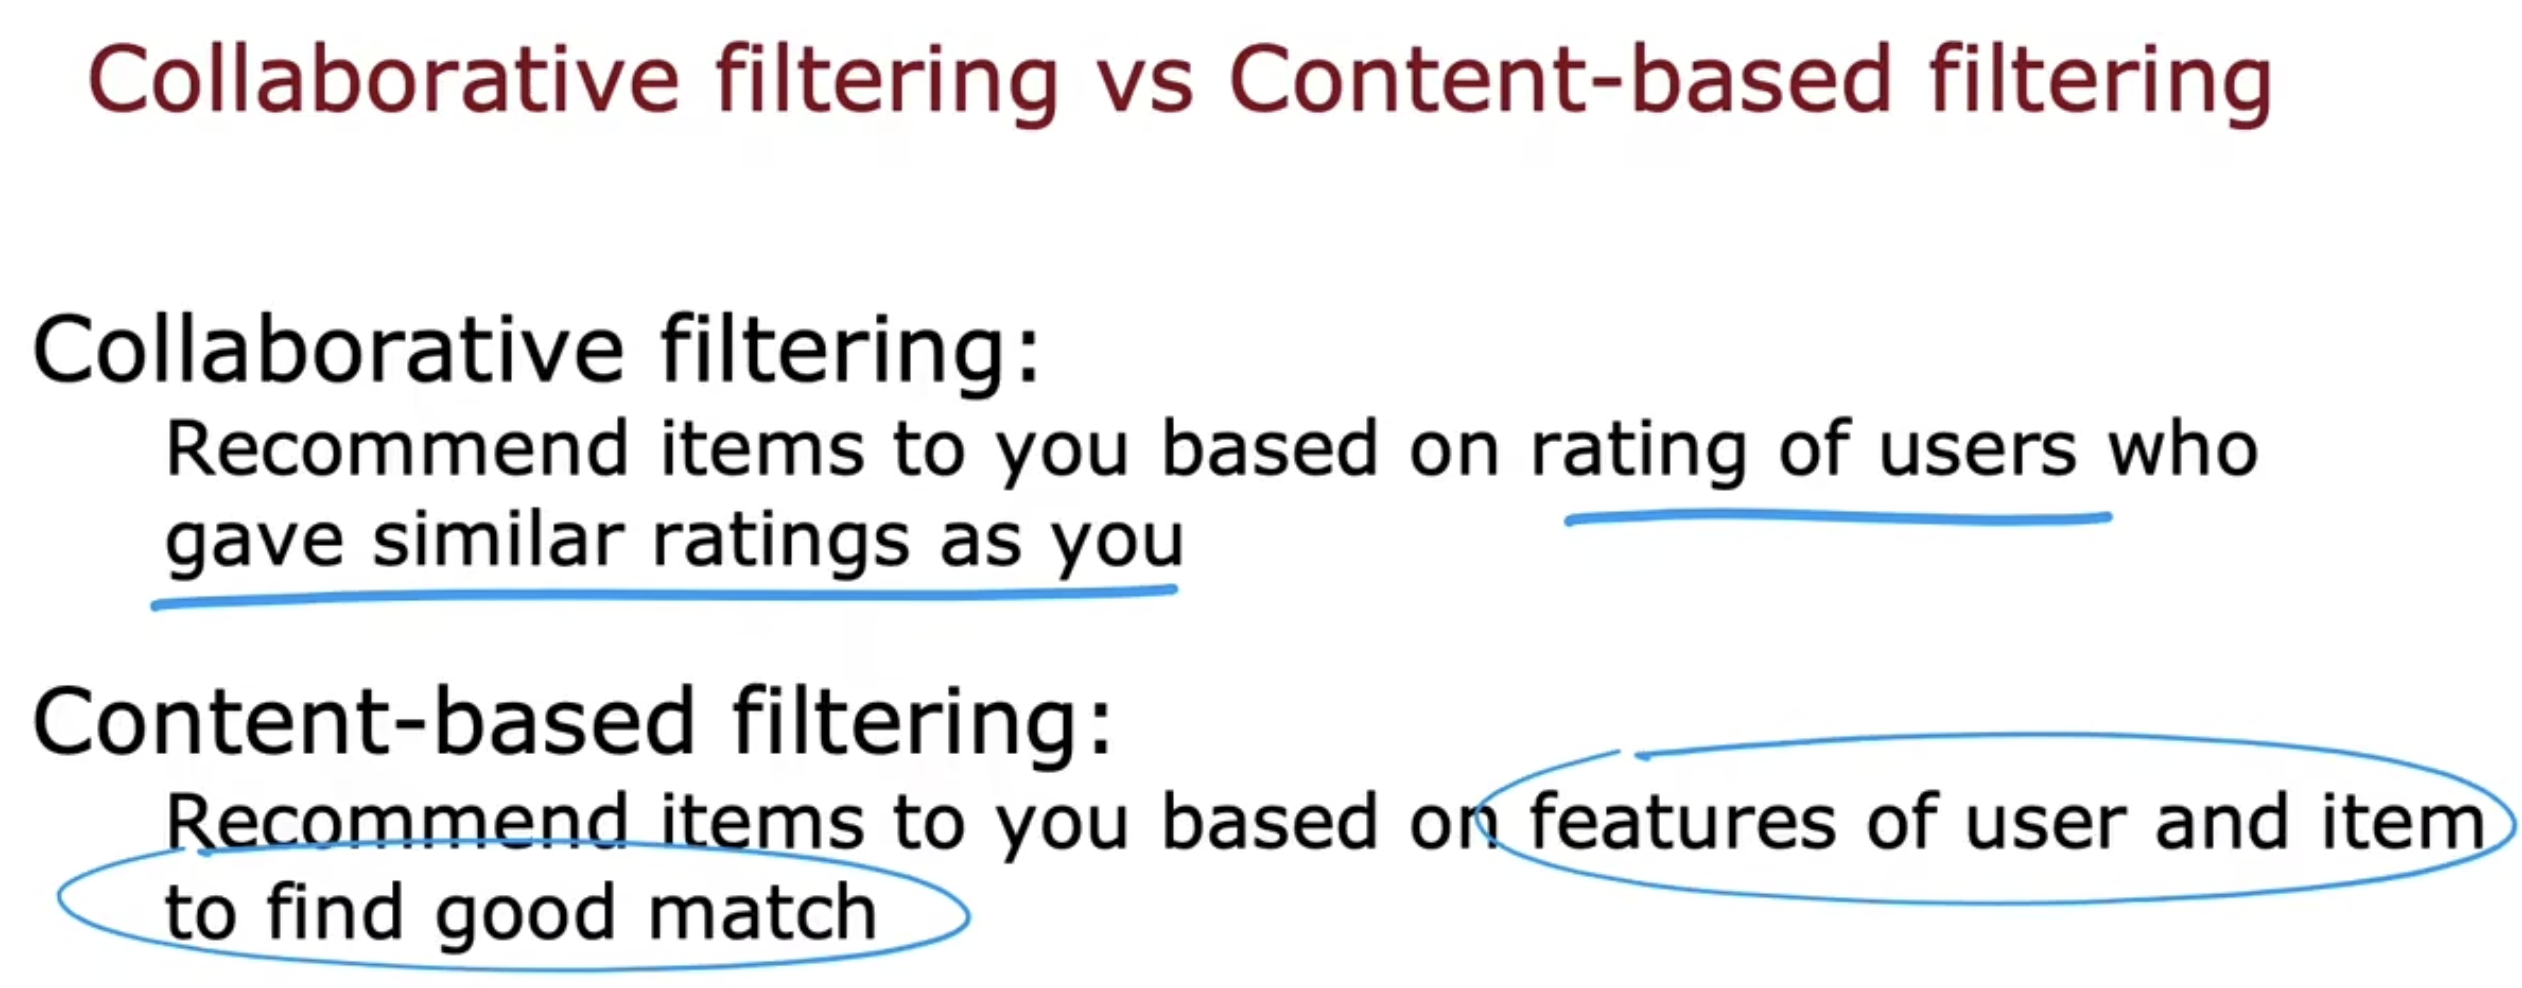 Collaborative filtering vs Content-based filtering
Collaborative filtering:
Recommend items to you based on rating of users who
gave similar ratings as you
Content-based filtering:
Recommend items to you based on features of user and item
to find good match